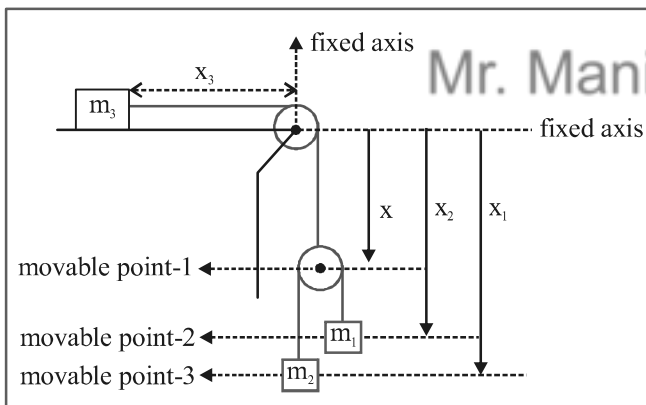 fixed axis
Mr. Mani
x₃
m₃
fixed axis
x
x₂
x₁
movable point-1
movable point-2
m₁
movable point-3
m₂